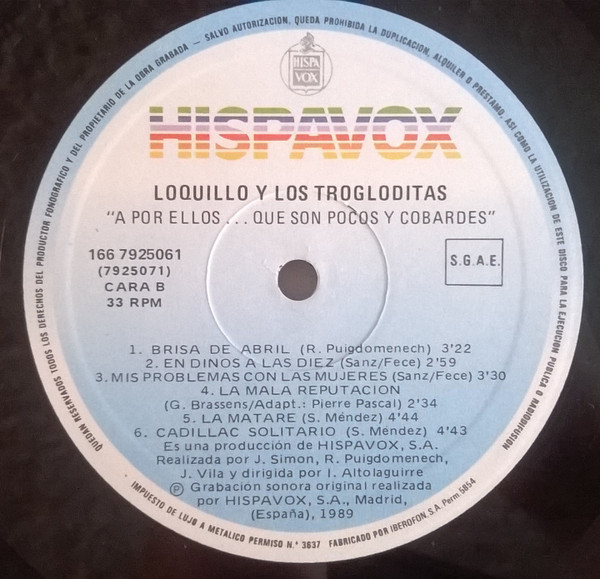 QUEDAN RESERVADOS TODOS LOS DERECHOS DEL PRODUCTOR FONOGRAFICO Y DEL PROPIETARIO DE LA OBRA GRABADA - SALVO AUTORIZACION, QUEDA PROHIBIDA LA DUPLICACION, ALQUILER O PRESTAMO, ASI COMO LA UTILIZACION DE ESTE DISCO PARA LA EJECUCION PUBLICA O RADIODIFUSION
HISPA
VOX
HISPAVOX
LOQUILLO Y LOS TROGLODITAS
"A POR ELLOS... QUE SON POCOS Y COBARDES"
166 7925061
(7925071)
CARA B
33 RPM
S.G.A.E.
1. BRISA DE ABRIL (R. Puigdomenech) 3'22
2. EN DINOS A LAS DIEZ (Sanz/Fece) 2'59
3. MIS PROBLEMAS CON LAS MUJERES (Sanz/Fece) 3'30
4. LA MALA REPUTACION
(G. Brassens/Adapt.: Pierre Pascal) 2'34
5. LA MATARE (S. Méndez) 4'44
6. CADILLAC SOLITARIO (S. Méndez) 4'43
Es una producción de HISPAVOX, S.A.
Realizada por J. Simon, R. Puigdomenech,
J. Vila y dirigida por I. Altolaguirre
Ⓟ Grabación sonora original realizada
por HISPAVOX, S.A., Madrid,
(España), 1989
IMPUESTO DE LUJO A METALICO PERMISO N.º 3637 FABRICADO POR IBEROFON, S.A. Perm. 5854